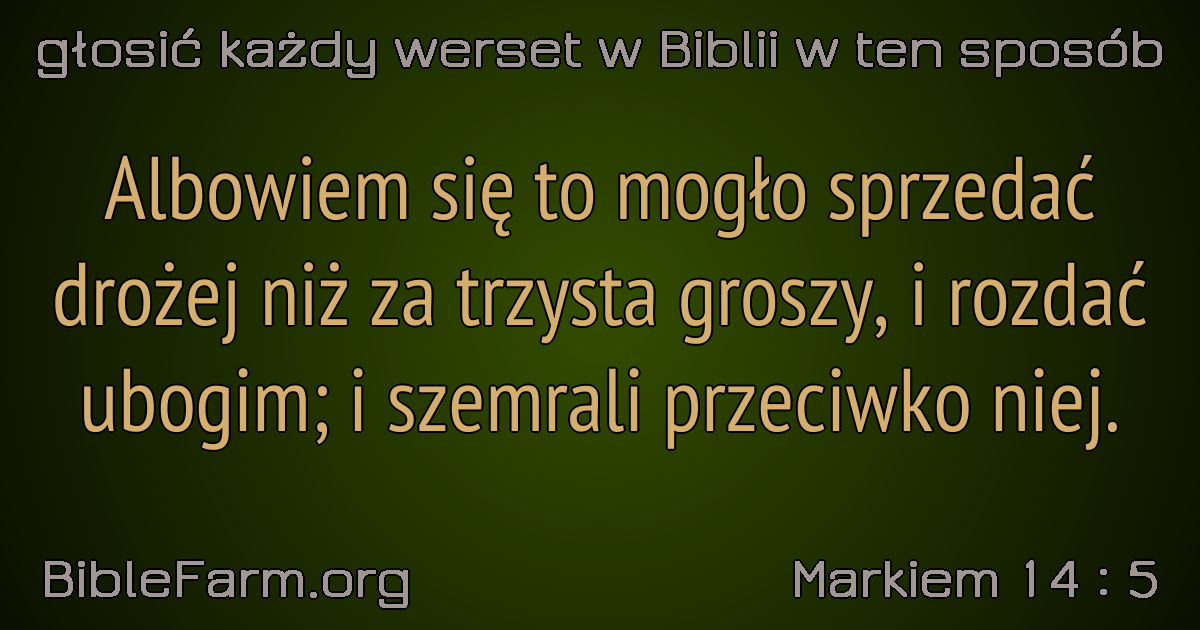 głosić każdy werset w Biblii w ten sposób
Albowiem się to mogło sprzedać
drożej niż za trzysta groszy, i rozdać
ubogim; i szemrali przeciwko niej.
BibleFarm.org
Markiem 14 : 5